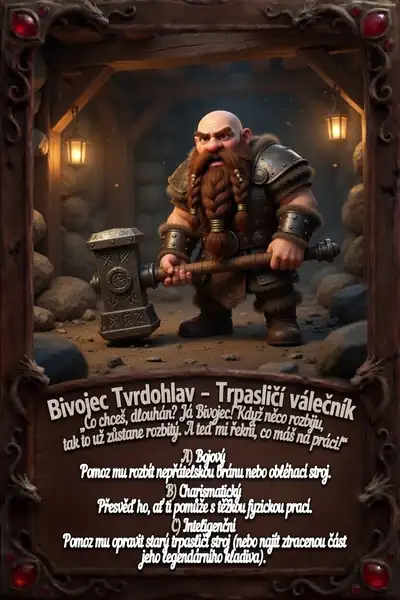 Bivojec Tvrdohlav – Trpasličí válečník
„Co chceš, dlouhán? Já Bivojec! Když něco rozbiju,
tak to už zůstane rozbitý. A teď mi řekni, co máš na práci!“
A) Bojový
Pomoz mu rozbít nepřátelskou bránu nebo obléhací stroj.
B) Charismatický
Přesvěď ho, ať ti pomůže s těžkou fyzickou prací.
C) Inteligenční
Pomoz mu opravit starý trpasličí stroj (nebo najít ztracenou část
jeho legendárního kladiva).